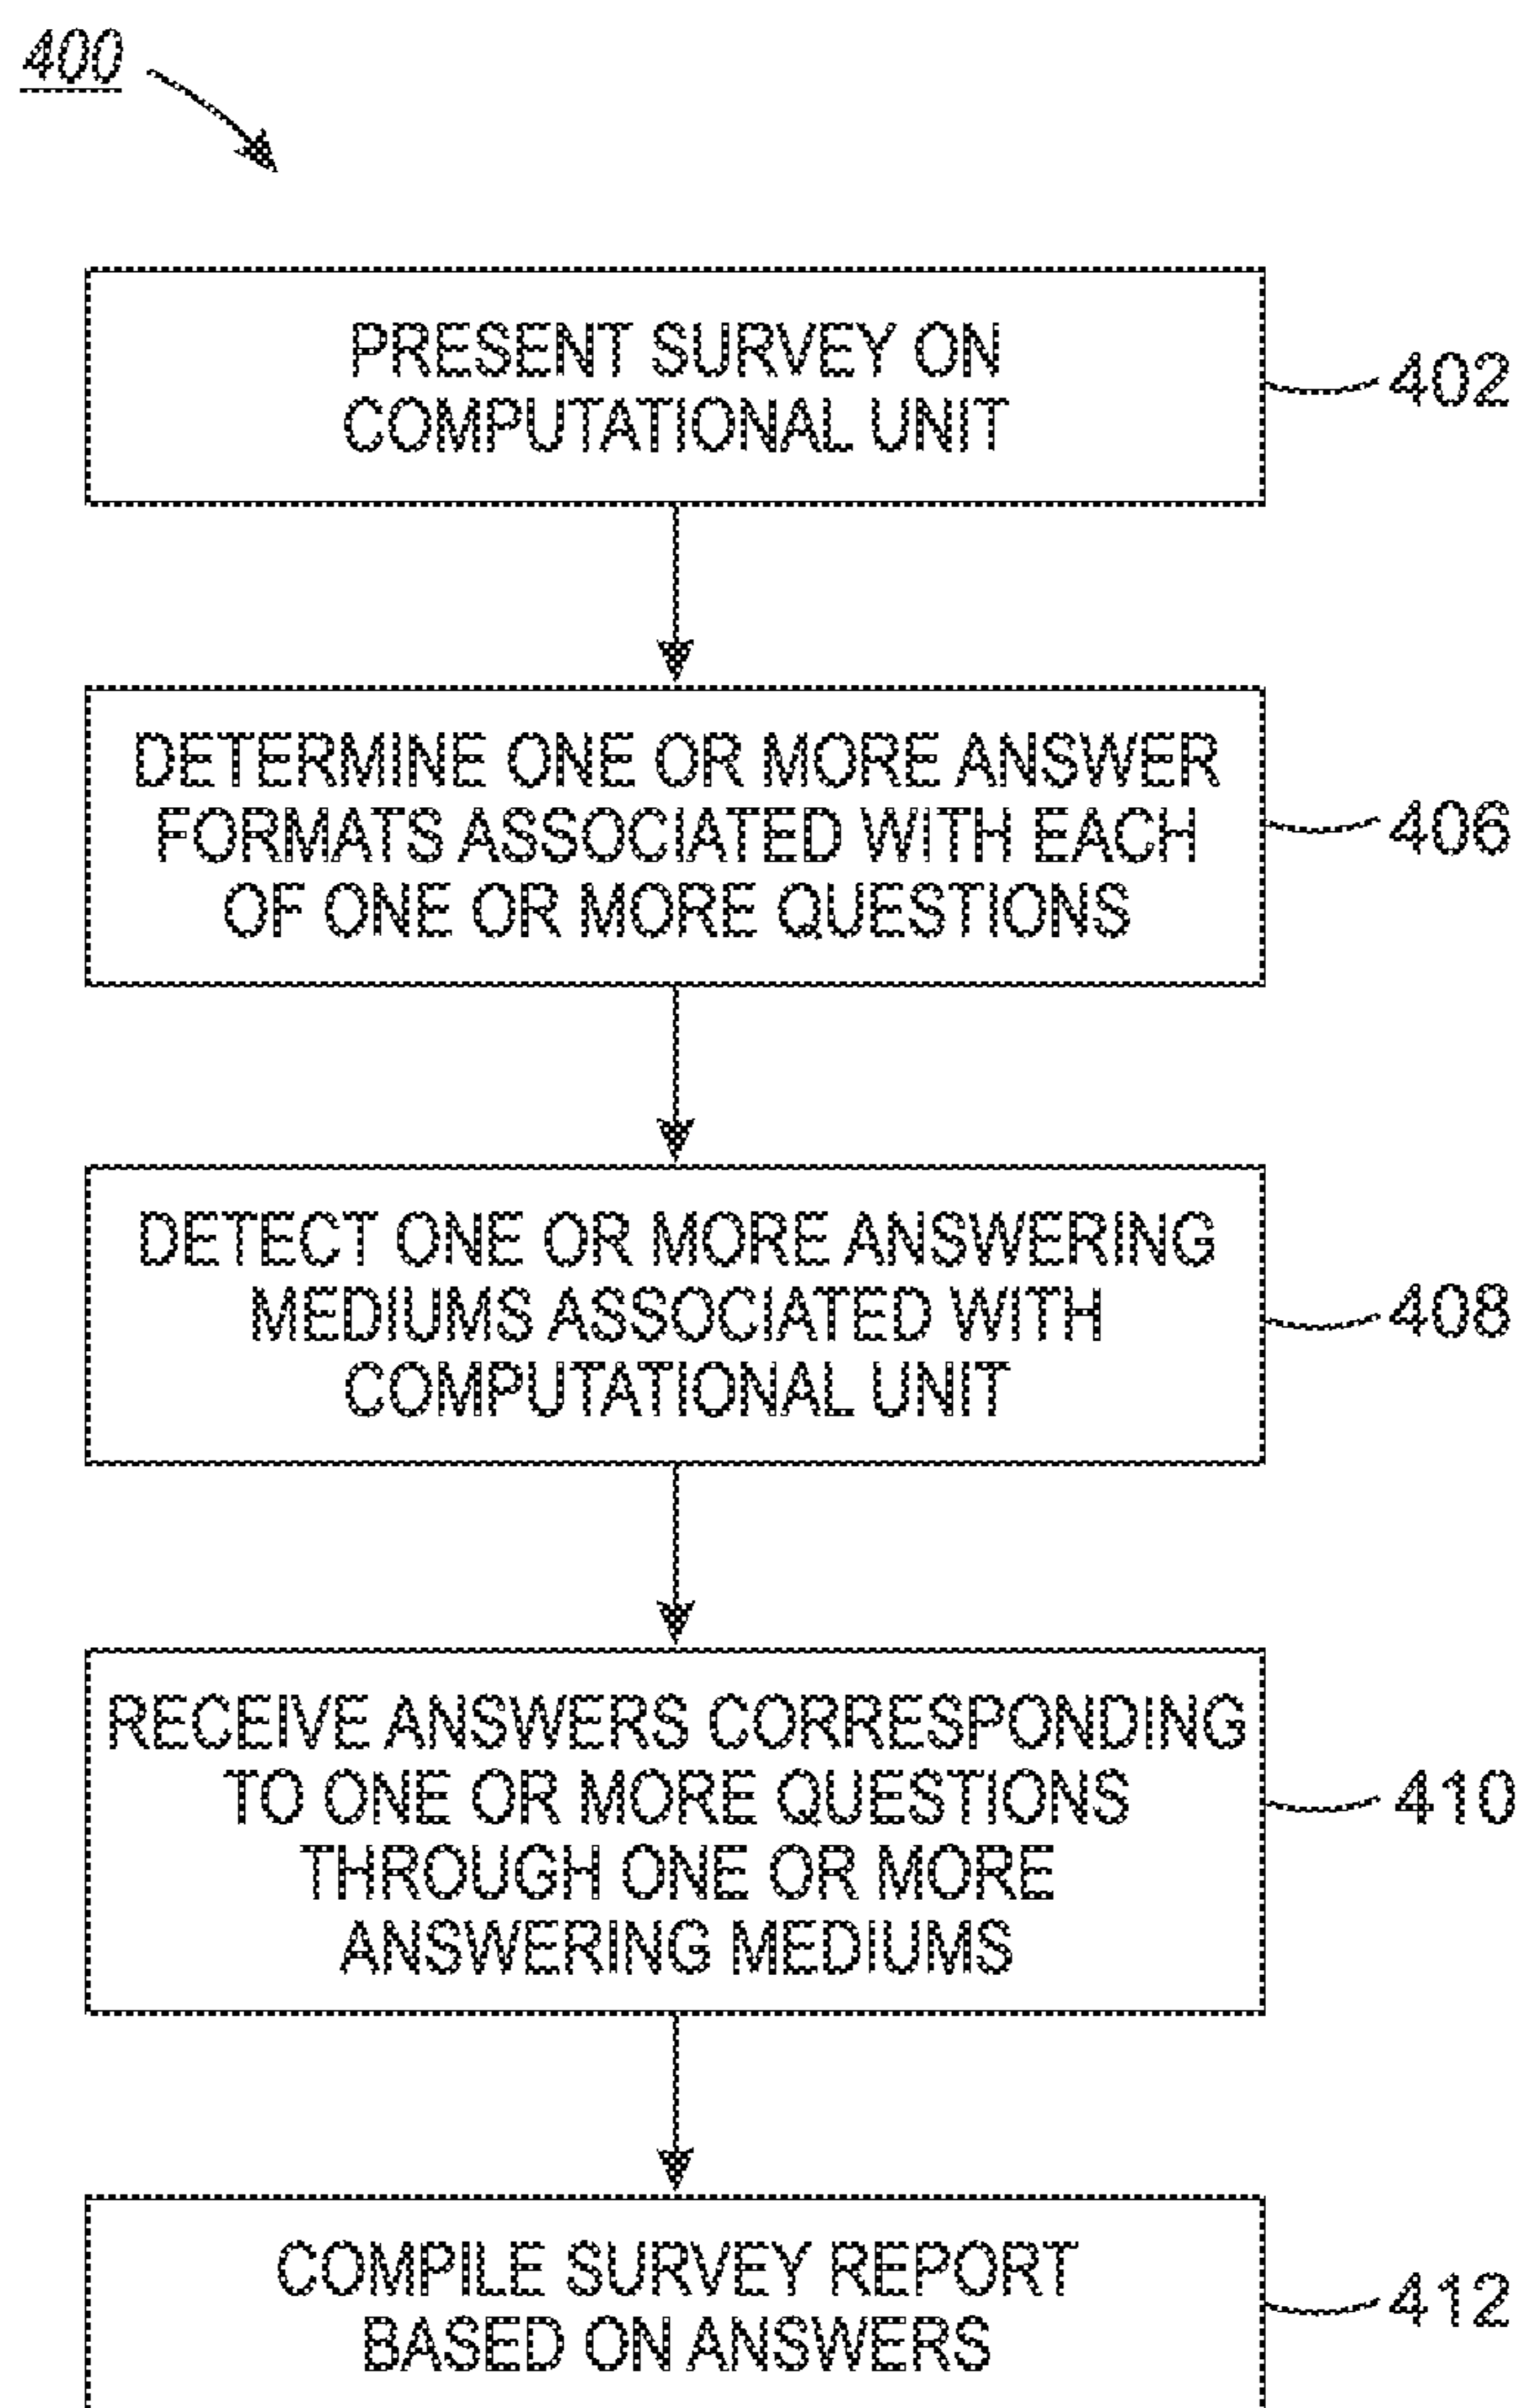 400
PRESENT SURVEY ON
COMPUTATIONAL UNIT
402
DETERMINE ONE OR MORE ANSWER
FORMATS ASSOCIATED WITH EACH
OF ONE OR MORE QUESTIONS
406
DETECT ONE OR MORE ANSWERING
MEDIUMS ASSOCIATED WITH
COMPUTATIONAL UNIT
408
RECEIVE ANSWERS CORRESPONDING
TO ONE OR MORE QUESTIONS
THROUGH ONE OR MORE
ANSWERING MEDIUMS
410
COMPILE SURVEY REPORT
BASED ON ANSWERS
412